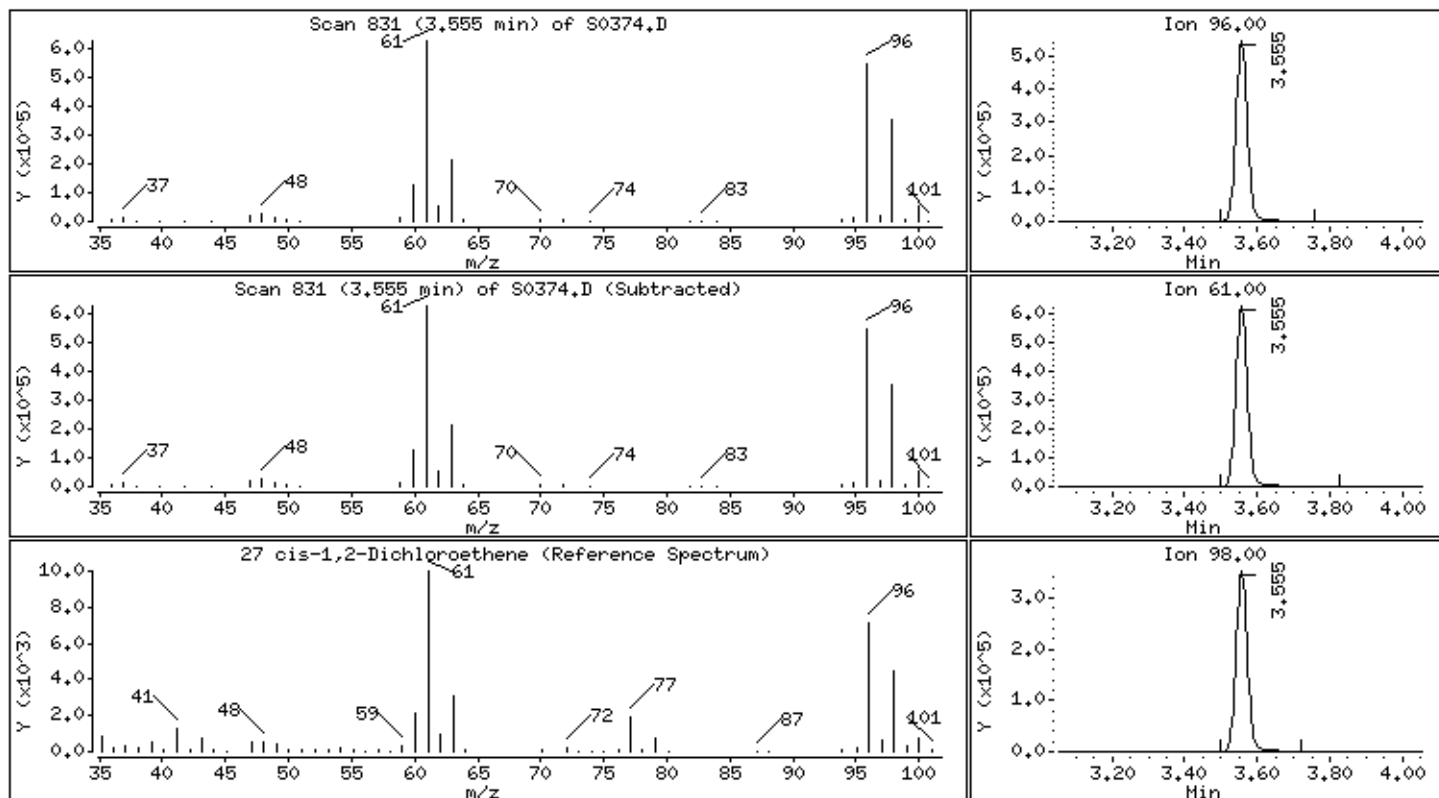 Scan 831 (3.555 min) of S0374.D
Y (x10^5)
6.0
5.0
4.0
3.0
2.0
1.0
0.0
37
48
61
70
74
83
96
101
35 40 45 50 55 60 65 70 75 80 85 90 95 100
m/z
Ion 96.00
Y (x10^5)
5.0
4.0
3.0
2.0
1.0
0.0
3.555
3.20 3.40 3.60 3.80 4.00
Min
Scan 831 (3.555 min) of S0374.D (Subtracted)
Y (x10^5)
6.0
5.0
4.0
3.0
2.0
1.0
0.0
37
48
61
70
74
83
96
101
35 40 45 50 55 60 65 70 75 80 85 90 95 100
m/z
Ion 61.00
Y (x10^5)
6.0
5.0
4.0
3.0
2.0
1.0
0.0
3.555
3.20 3.40 3.60 3.80 4.00
Min
27 cis-1,2-Dichloroethene (Reference Spectrum)
Y (x10^3)
10.0
8.0
6.0
4.0
2.0
0.0
41
48
59
61
72
77
87
96
101
35 40 45 50 55 60 65 70 75 80 85 90 95 100
m/z
Ion 98.00
Y (x10^5)
3.0
2.0
1.0
0.0
3.555
3.20 3.40 3.60 3.80 4.00
Min